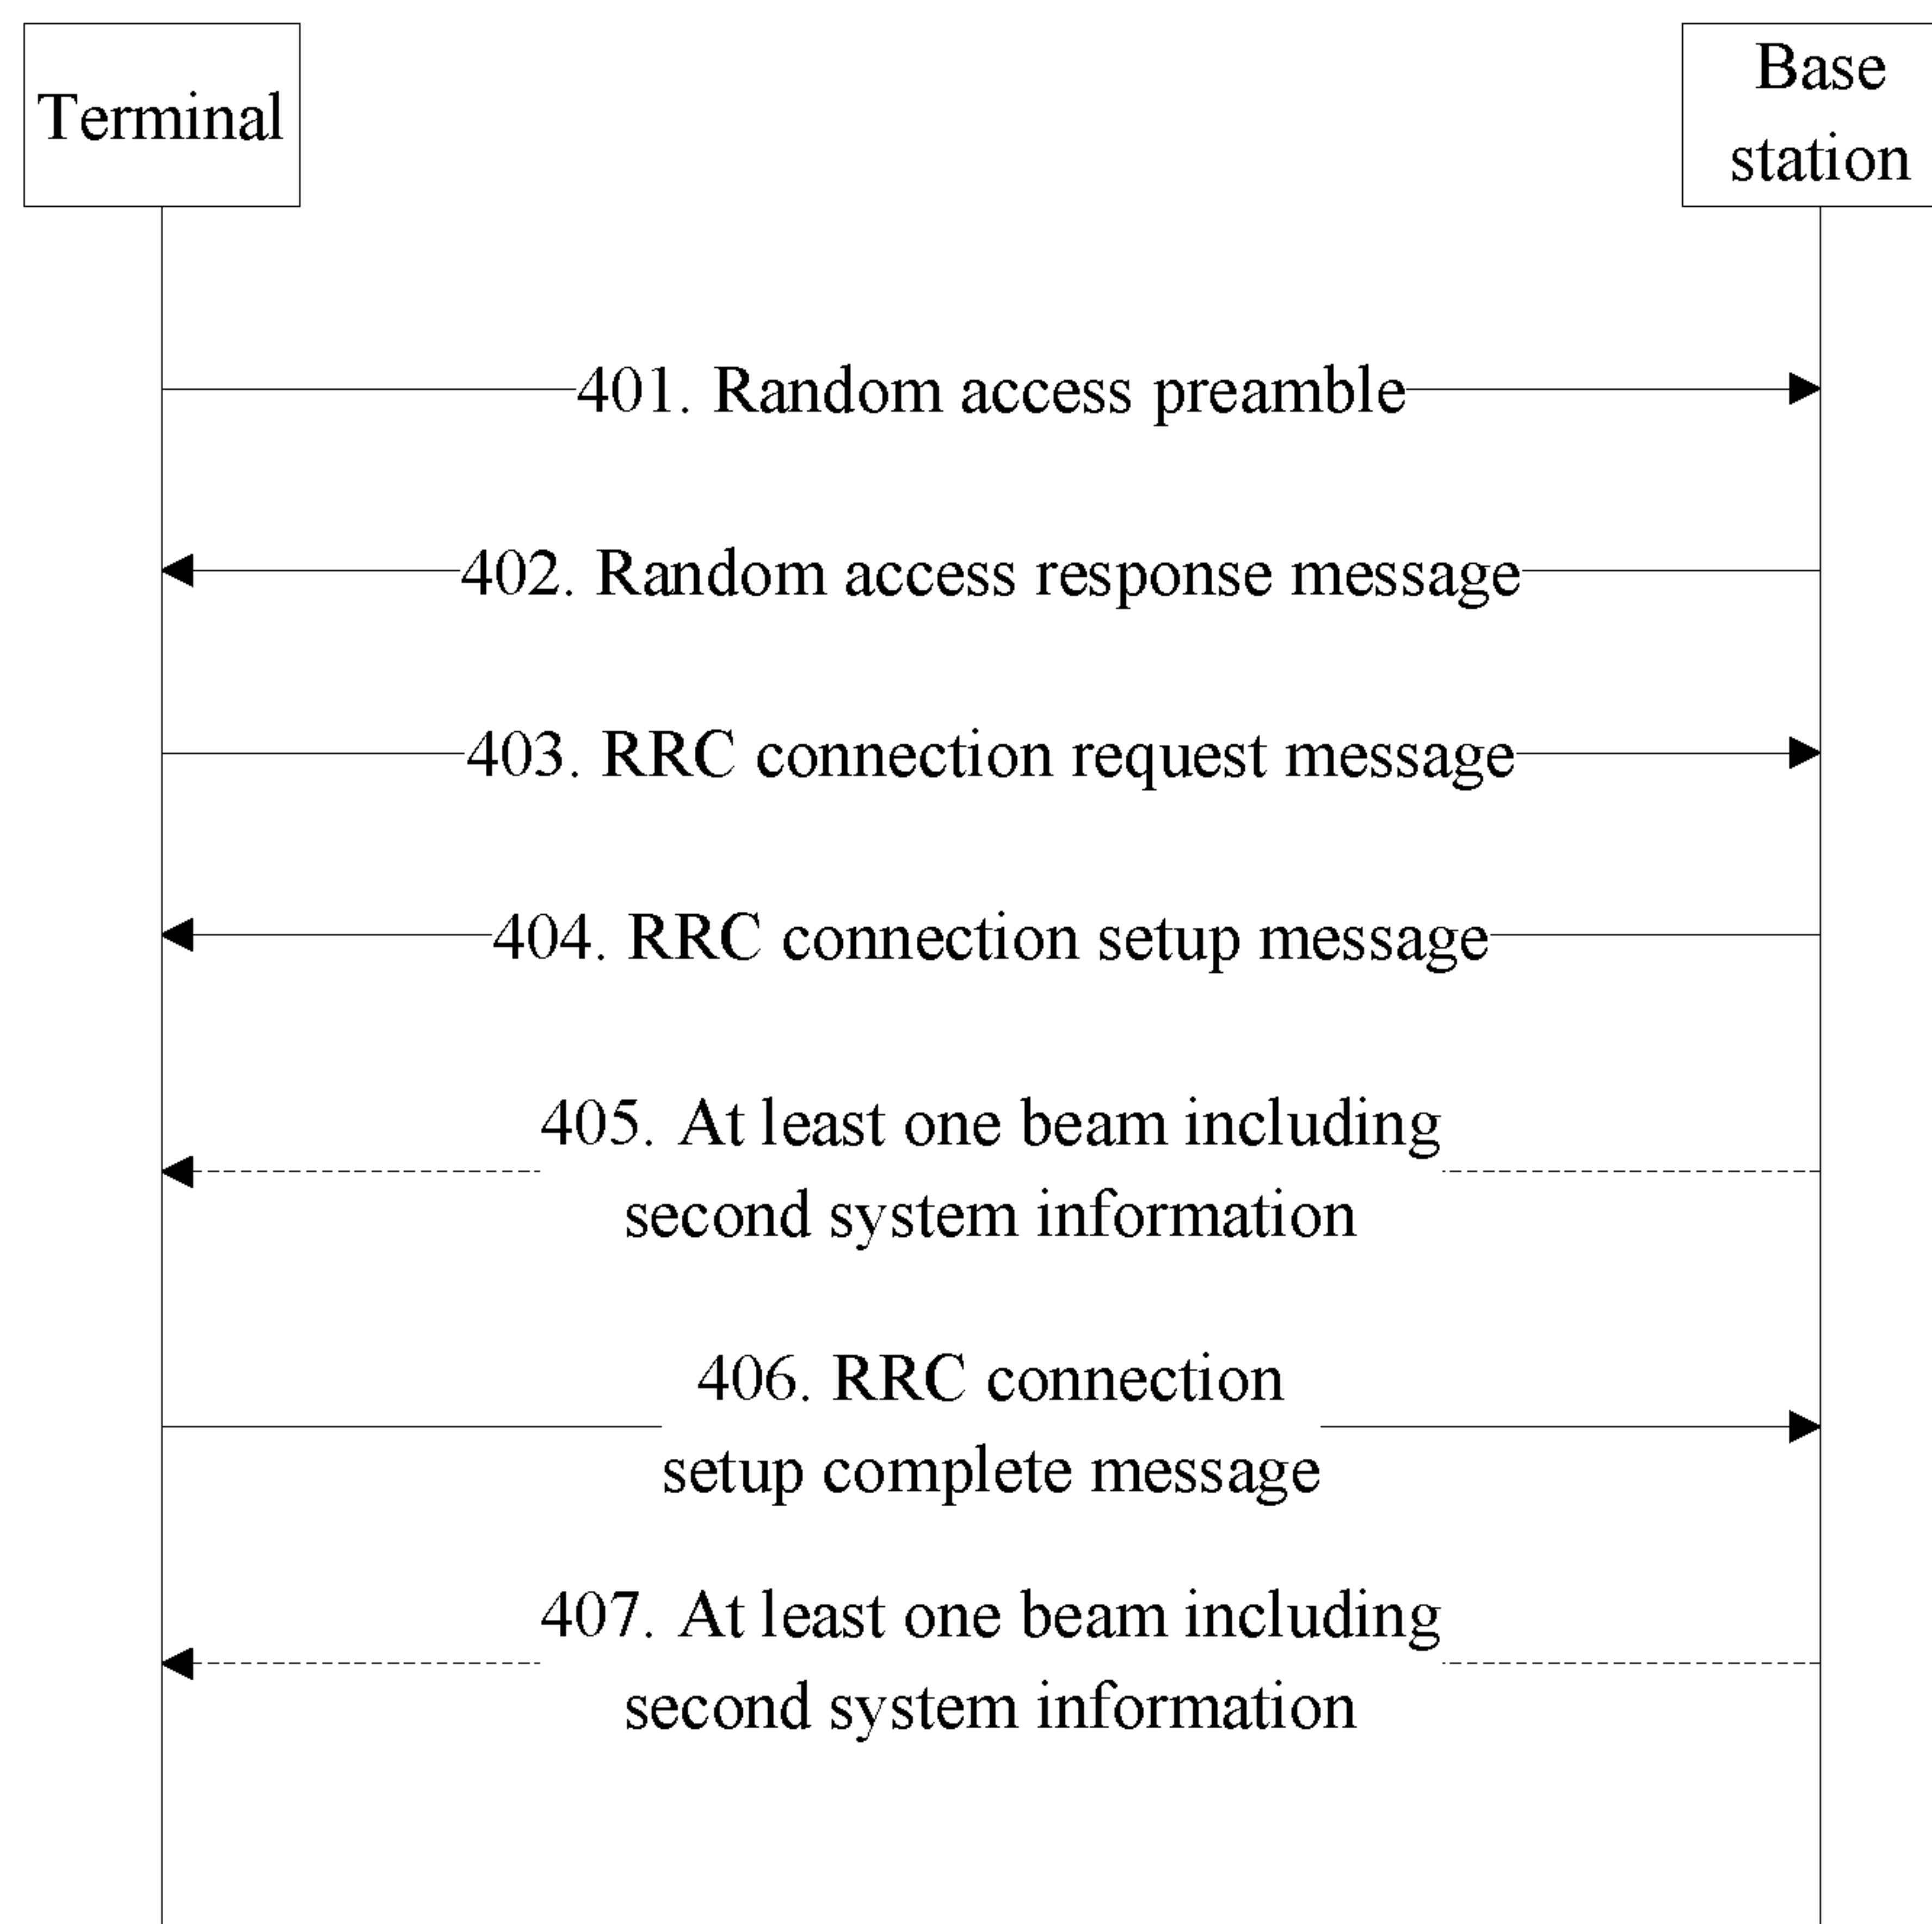 Terminal
Base
station
401. Random access preamble
402. Random access response message
403. RRC connection request message
404. RRC connection setup message
405. At least one beam including
second system information
406. RRC connection
setup complete message
407. At least one beam including
second system information